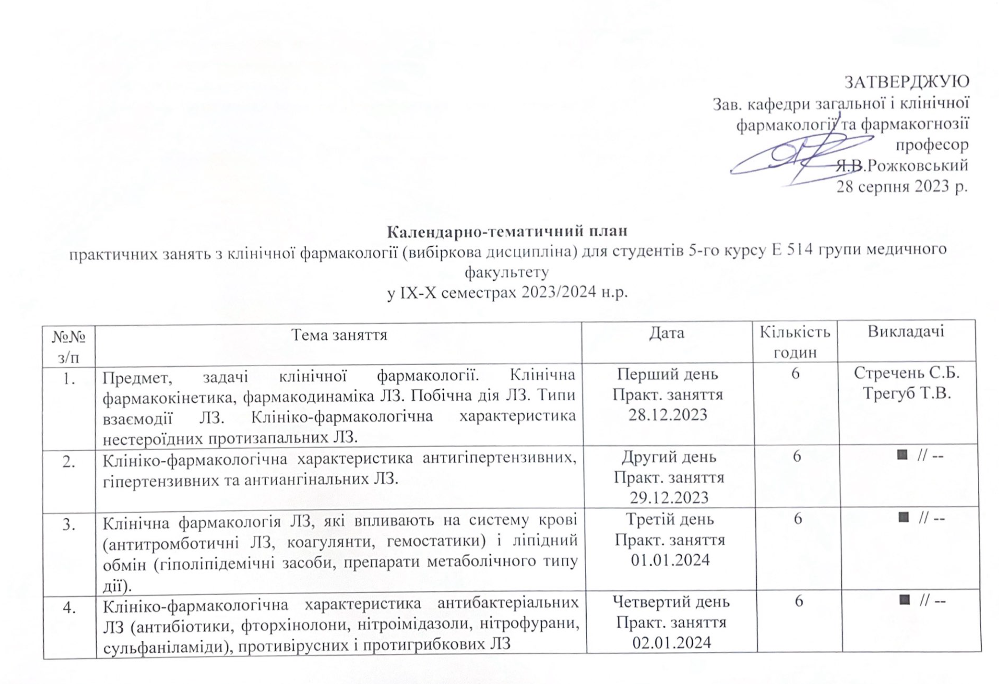 ЗАТВЕРДЖУЮ
Зав. кафедри загальної і клінічної
фармакології та фармакогнозії
професор
Я.В.Рожковський
28 серпня 2023 р.
Календарно-тематичний план
практичних занять з клінічної фармакології (вибіркова дисципліна) для студентів 5-го курсу Е 514 групи медичного
факультету
у IX-X семестрах 2023/2024 н.р.
№№
з/п
Тема заняття
Дата
Кількість
годин
Викладачі
1.
Предмет, задачі клінічної фармакології. Клінічна
фармакокінетика, фармакодинаміка ЛЗ. Побічна дія ЛЗ. Типи
взаємодії ЛЗ. Клініко-фармакологічна характеристика
нестероїдних протизапальних ЛЗ.
Перший день
Практ. заняття
28.12.2023
6
Стречень С.Б.
Трегуб Т.В.
2.
Клініко-фармакологічна характеристика антигіпертензивних,
гіпертензивних та антиангінальних ЛЗ.
Другий день
Практ. заняття
29.12.2023
6
■ // --
3.
Клінічна фармакологія ЛЗ, які впливають на систему крові
(антитромботичні ЛЗ, коагулянти, гемостатики) і ліпідний
обмін (гіполіпідемічні засоби, препарати метаболічного типу
дії).
Третій день
Практ. заняття
01.01.2024
6
■ // --
4.
Клініко-фармакологічна характеристика антибактеріальних
ЛЗ (антибіотики, фторхінолони, нітроімідазоли, нітрофурани,
сульфаніламіди), противірусних і протигрибкових ЛЗ
Четвертий день
Практ. заняття
02.01.2024
6
■ // --